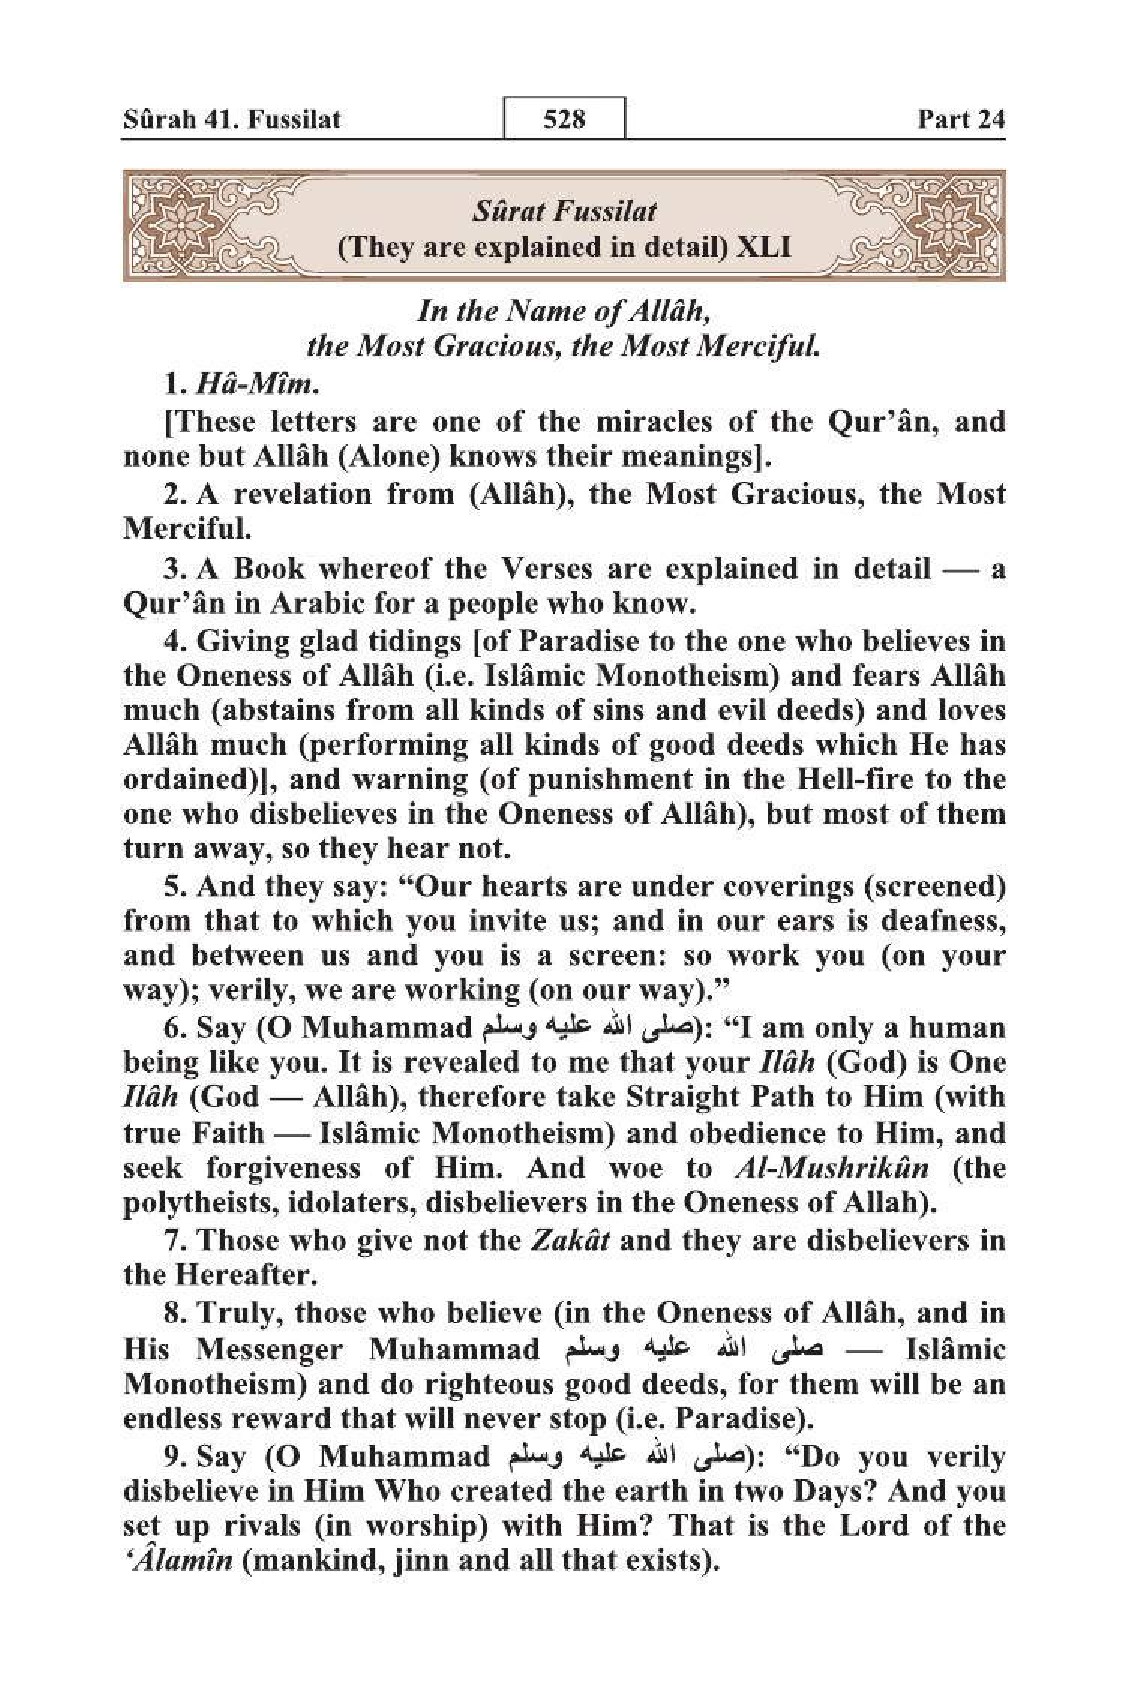 Sûrah 41. Fussilat 528 Part 24
Sûrat Fussilat
(They are explained in detail) XLI
In the Name of Allâh,
the Most Gracious, the Most Merciful.
1. Hâ-Mîm.
[These letters are one of the miracles of the Qur’ân, and
none but Allâh (Alone) knows their meanings].
2. A revelation from (Allâh), the Most Gracious, the Most
Merciful.
3. A Book whereof the Verses are explained in detail — a
Qur’ân in Arabic for a people who know.
4. Giving glad tidings [of Paradise to the one who believes in
the Oneness of Allâh (i.e. Islâmic Monotheism) and fears Allâh
much (abstains from all kinds of sins and evil deeds) and loves
Allâh much (performing all kinds of good deeds which He has
ordained)], and warning (of punishment in the Hell-fire to the
one who disbelieves in the Oneness of Allâh), but most of them
turn away, so they hear not.
5. And they say: “Our hearts are under coverings (screened)
from that to which you invite us; and in our ears is deafness,
and between us and you is a screen: so work you (on your
way); verily, we are working (on our way).”
6. Say (O Muhammad صلى الله عليه وسلم): “I am only a human
being like you. It is revealed to me that your Ilâh (God) is One
Ilâh (God — Allâh), therefore take Straight Path to Him (with
true Faith — Islâmic Monotheism) and obedience to Him, and
seek forgiveness of Him. And woe to Al-Mushrikûn (the
polytheists, idolaters, disbelievers in the Oneness of Allah).
7. Those who give not the Zakât and they are disbelievers in
the Hereafter.
8. Truly, those who believe (in the Oneness of Allâh, and in
His Messenger Muhammad صلى الله عليه وسلم — Islâmic
Monotheism) and do righteous good deeds, for them will be an
endless reward that will never stop (i.e. Paradise).
9. Say (O Muhammad صلى الله عليه وسلم): “Do you verily
disbelieve in Him Who created the earth in two Days? And you
set up rivals (in worship) with Him? That is the Lord of the
‘Âlamîn (mankind, jinn and all that exists).